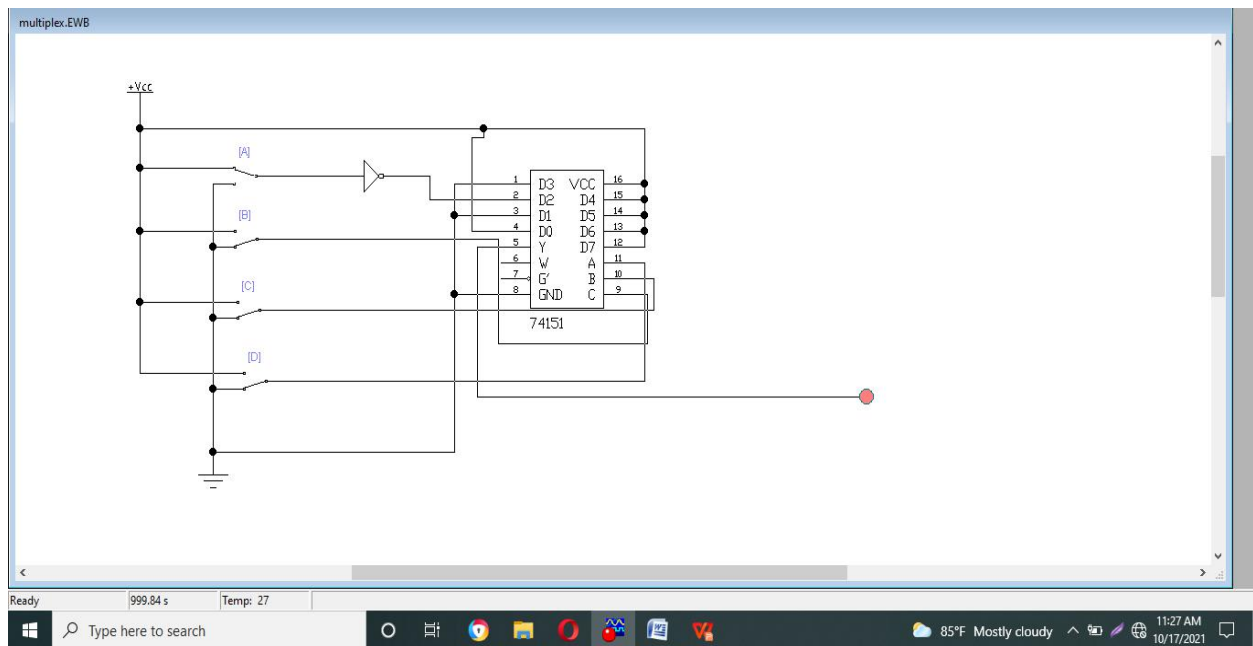 multiplex.EWB
+Vcc
[A]
[B]
[C]
[D]
1 D3 VCC 16
2 D2 D4 15
3 D1 D5 14
4 D0 D6 13
5 Y D7 12
6 W A 11
7 G' B 10
8 GND C 9
74151
Ready 999.84 s Temp: 27
Type here to search
85°F Mostly cloudy
11:27 AM
10/17/2021